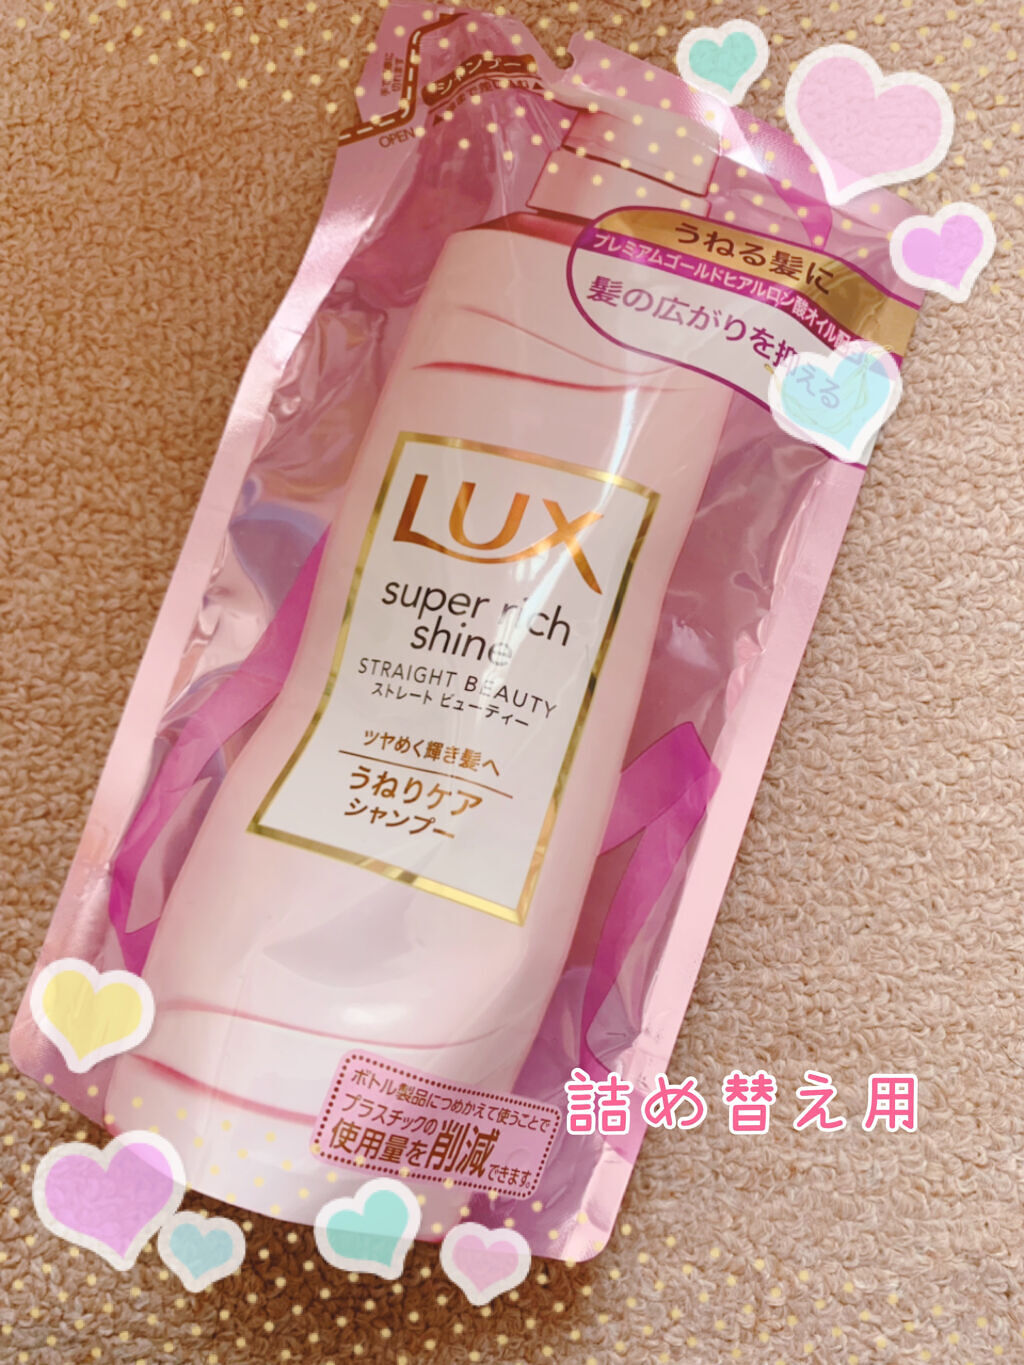 シャンプー
OPEN
うねる髪に
プレミアムゴールドヒアルロン酸オイル配合
髪の広がりを抑える
LUX
super rich
shine
STRAIGHT BEAUTY
ストレート ビューティー
ツヤめく輝き髪へ
うねりケア
シャンプー
ボトル製品につめかえて使うことで
プラスチックの
使用量を削減できます。
詰め替え用